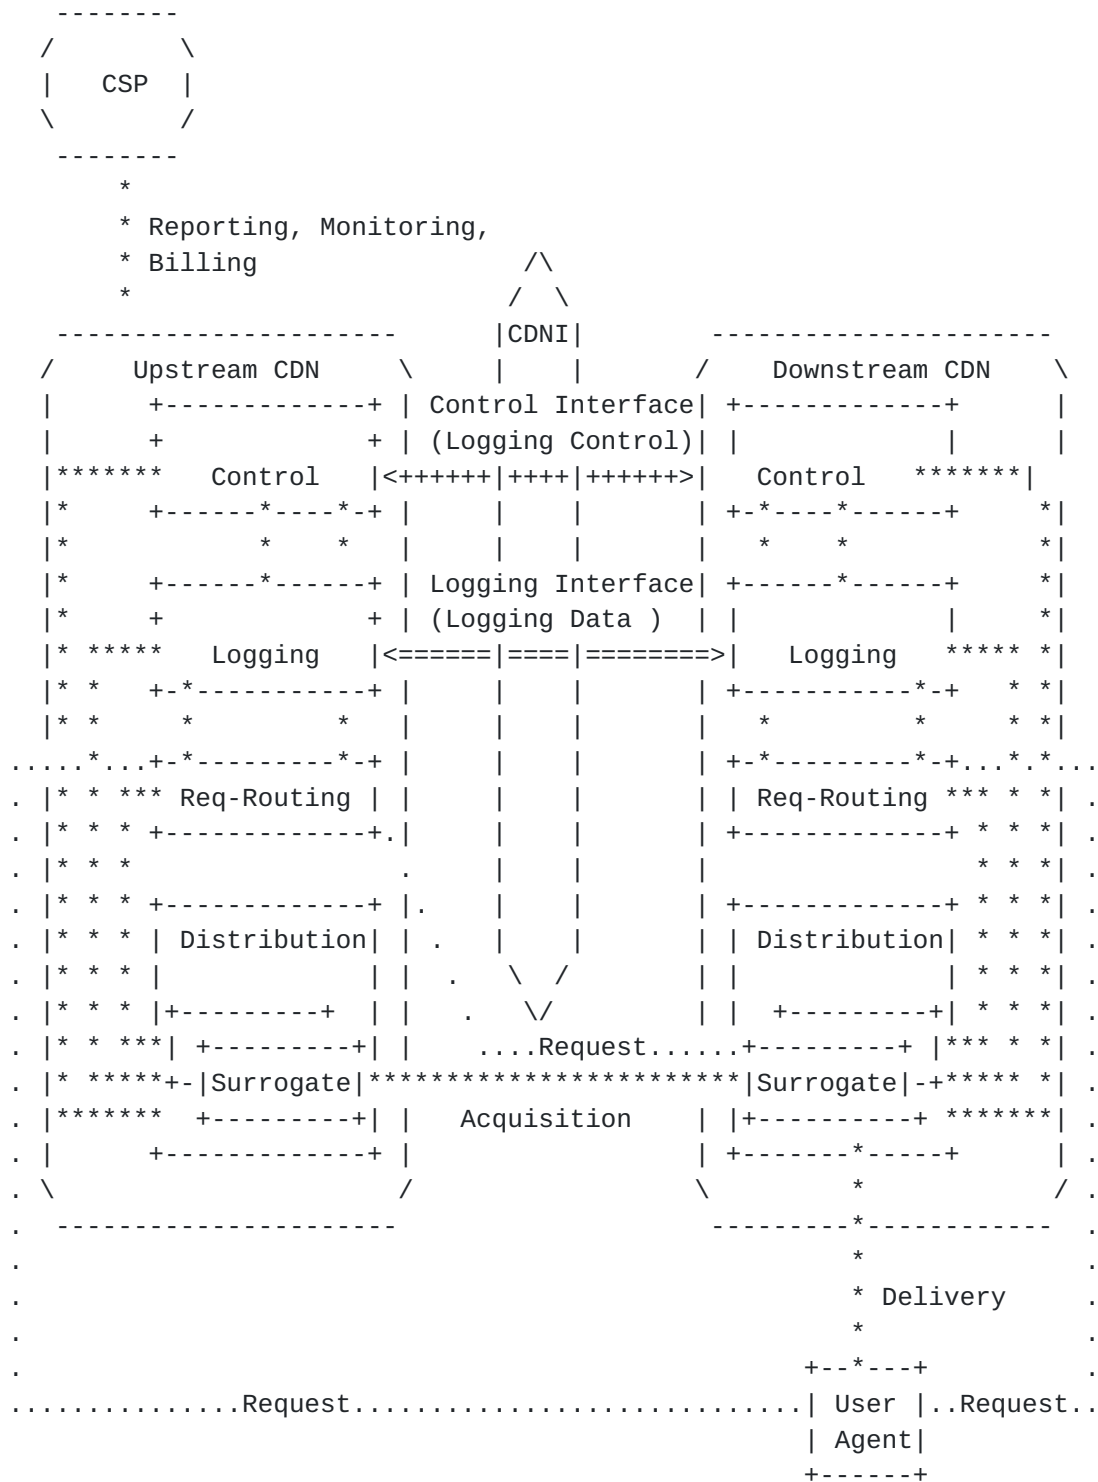 CSP
Reporting, Monitoring,
Billing
CDNI
Upstream CDN Downstream CDN
Control Interface
(Logging Control)
Control Control
Logging Interface
(Logging Data )
Logging Logging
Req-Routing Req-Routing
Distribution Distribution
Request
Surrogate Surrogate
Acquisition
Delivery
Request User Request
Agent